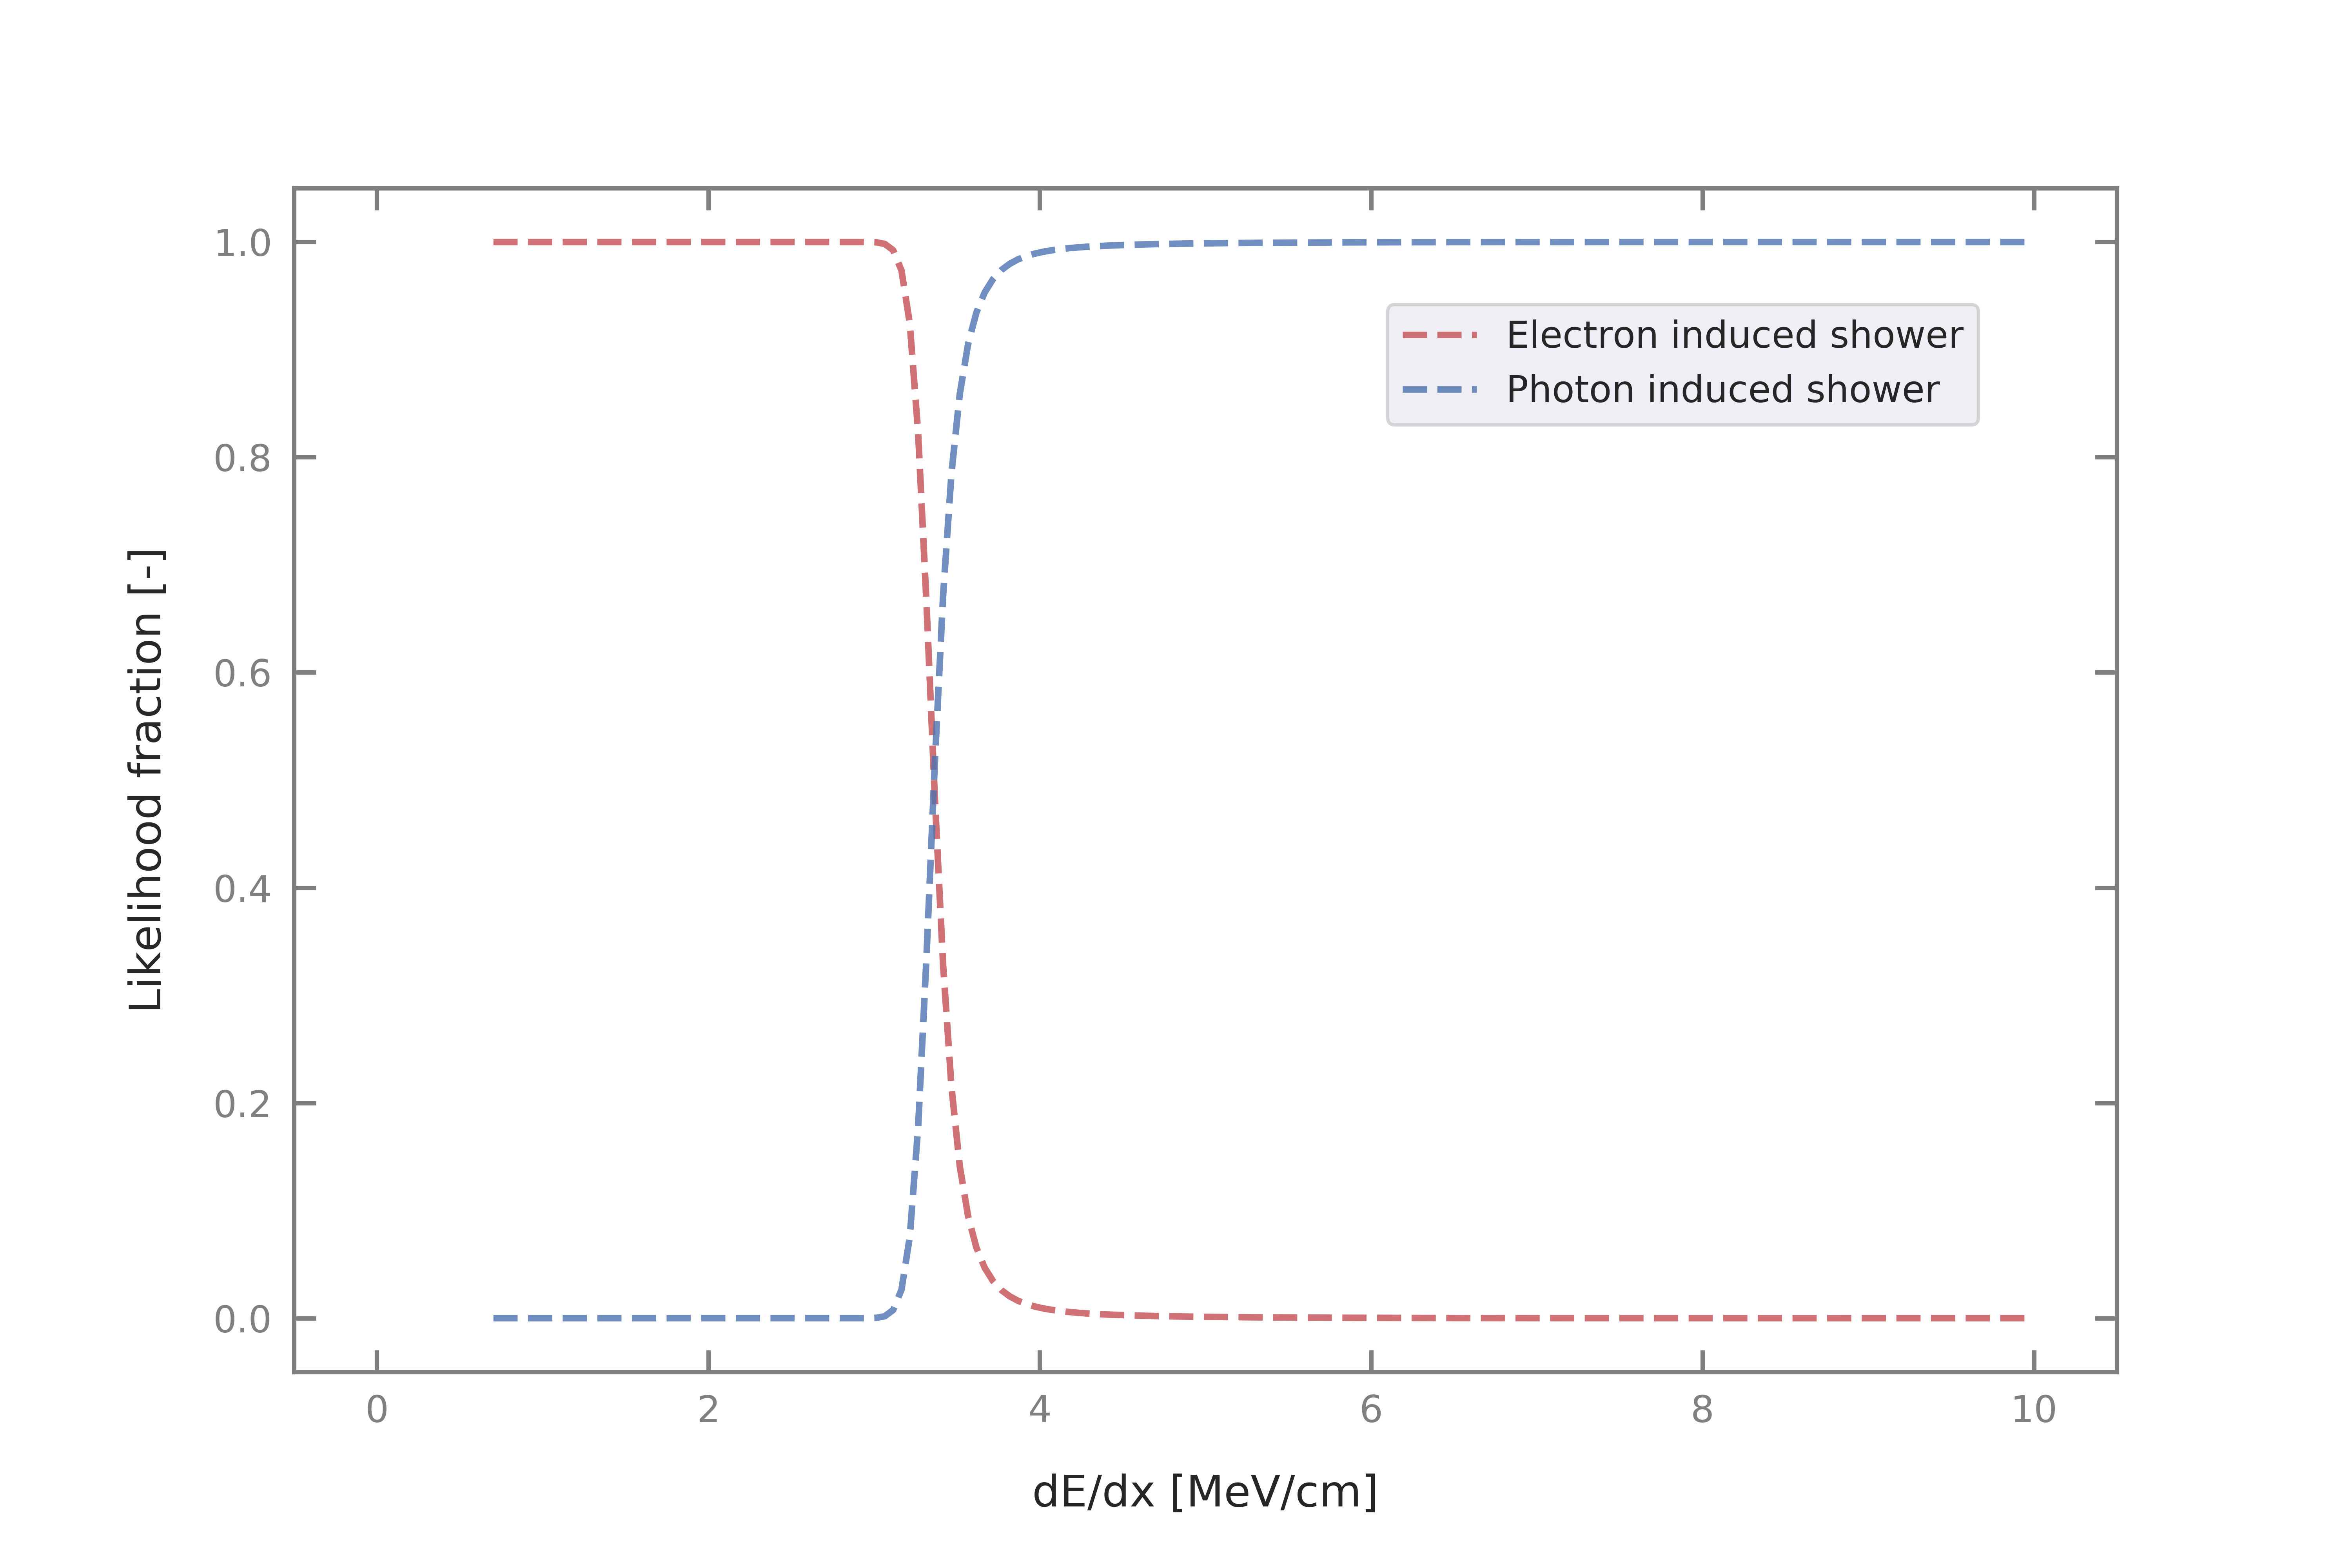 1.0
0.8
0.6
0.4
0.2
0.0
Likelihood fraction [-]
Electron induced shower
Photon induced shower
0 2 4 6 8 10
dE/dx [MeV/cm]